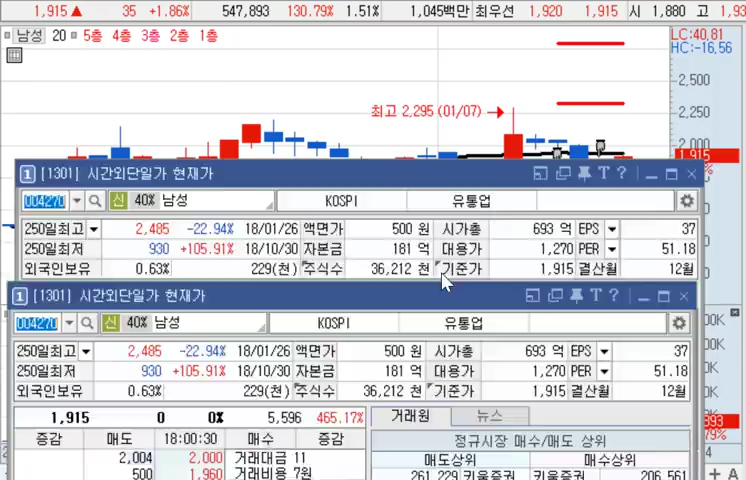 1,915 ▲ 35 +1.86% 547,893 130.79% 1.51% 1,045백만 최우선 1,920 1,915 시 1,880 고 1,93
남성 20 5층 4층 3층 2층 1층
LC:40,81
HC:-16,56
2,500
최고 2,295 (01/07) → 2,250
2,000
1,915
1 [1301] 시간외단일가 현재가
004270 신 40% 남성 KOSPI 유통업
250일최고 2,485 -22.94% 18/01/26 액면가 500 원 시가총 693 억 EPS 37
250일최저 930 +105.91% 18/10/30 자본금 181 억 대용가 1,270 PER 51.18
외국인보유 0.63% 229(천) 주식수 36,212 천 기준가 1,915 결산월 12월
1 [1301] 시간외단일가 현재가
004270 신 40% 남성 KOSPI 유통업
250일최고 2,485 -22.94% 18/01/26 액면가 500 원 시가총 693 억 EPS 37
250일최저 930 +105.91% 18/10/30 자본금 181 억 대용가 1,270 PER 51.18
외국인보유 0.63% 229(천) 주식수 36,212 천 기준가 1,915 결산월 12월
1,915 0 0% 5,596 465.17% 거래원 뉴스
증감 매도 18:00:30 매수 증감 정규시장 매수/매도 상위
2,004 2,000 거래대금 11 매도상위 매수상위
500 1,960 거래비용 7원 261,229 키움증권 키움증권 206,561